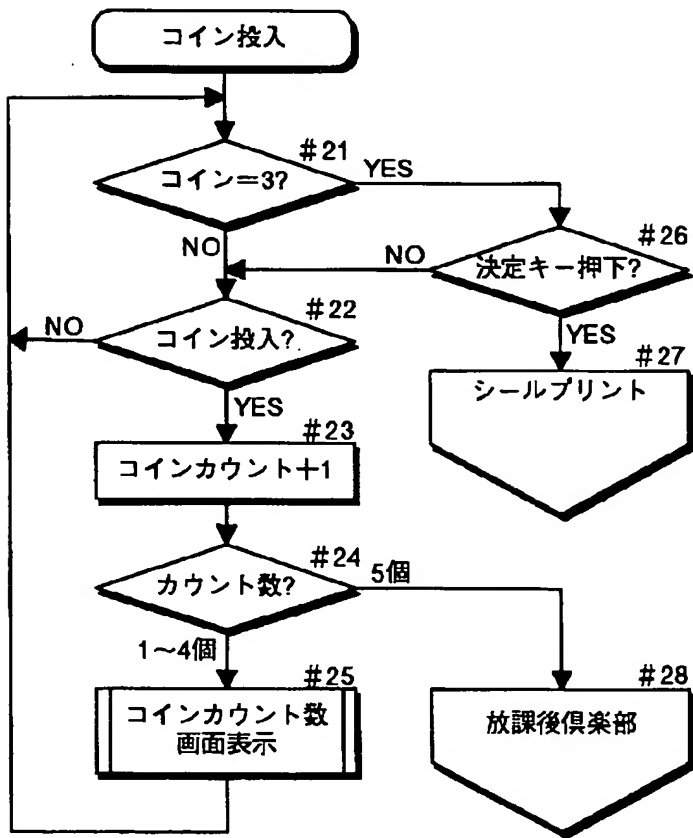 コイン投入
#21
コイン=3?
YES
NO
#26
決定キー押下?
NO
YES
#22
コイン投入?
NO
YES
#27
シールプリント
#23
コインカウント+1
#24
カウント数?
5個
1〜4個
#25
コインカウント数
画面表示
#28
放課後倶楽部